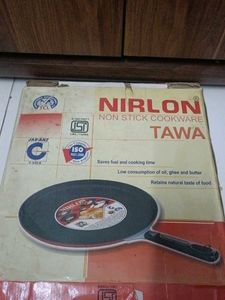 NIRLON
NON STICK COOKWARE
TAWA
ISO
Saves fuel and cooking time
Low consumption of oil, ghee and butter
Retains natural taste of food
NIRLON